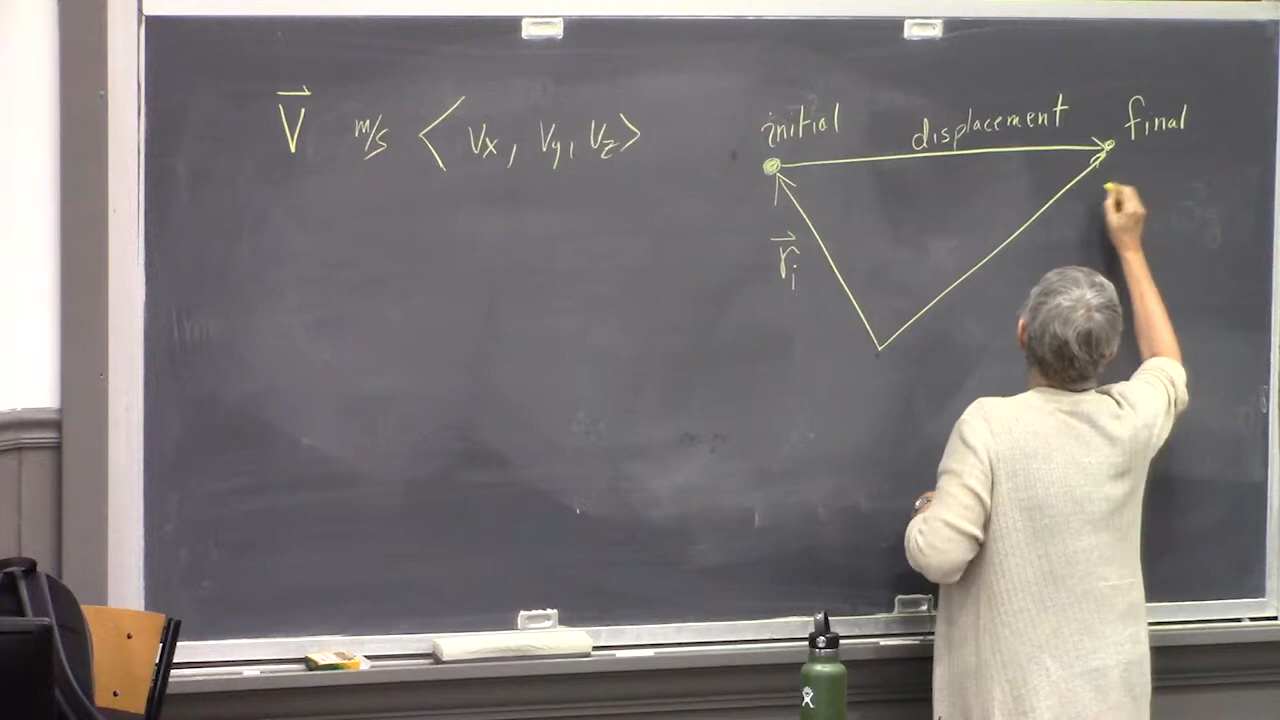 V⃗ m/s < Vx, Vy, Vz >
initial displacement final
r⃗i